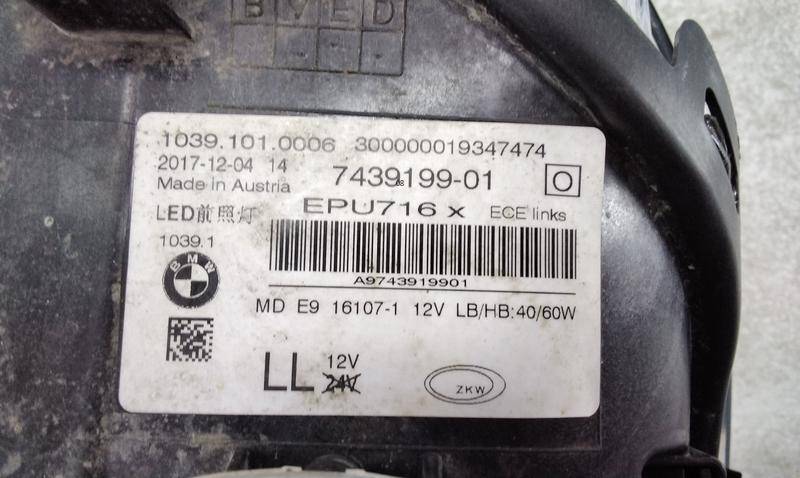 B V E D
1039.101.0006 300000019347474
2017-12-04 14
7439199-01 O
Made in Austria
LED前照灯 EPU716 x ECE links
1039.1
BMW
A9743919901
MD E9 16107-1 12V LB/HB:40/60W
LL 12V
24V
ZKW